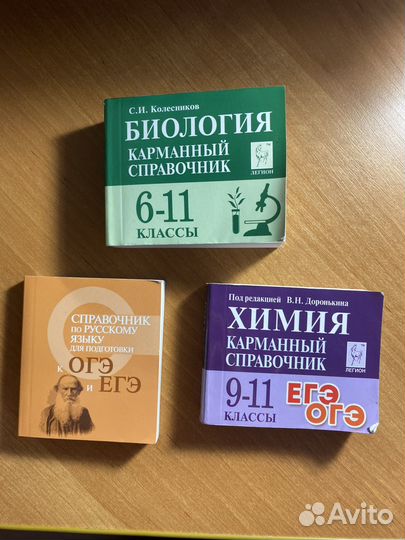 С.И. Колесников
БИОЛОГИЯ
КАРМАННЫЙ
СПРАВОЧНИК
ЛЕГИОН
6-11
КЛАССЫ
СПРАВОЧНИК
ПО РУССКОМУ
ЯЗЫКУ
ДЛЯ ПОДГОТОВКИ
К ОГЭ
И ЕГЭ
Под редакцией В.Н. Доронькина
ХИМИЯ
КАРМАННЫЙ
СПРАВОЧНИК
ЛЕГИОН
9-11
КЛАССЫ
ЕГЭ
ОГЭ
Avito